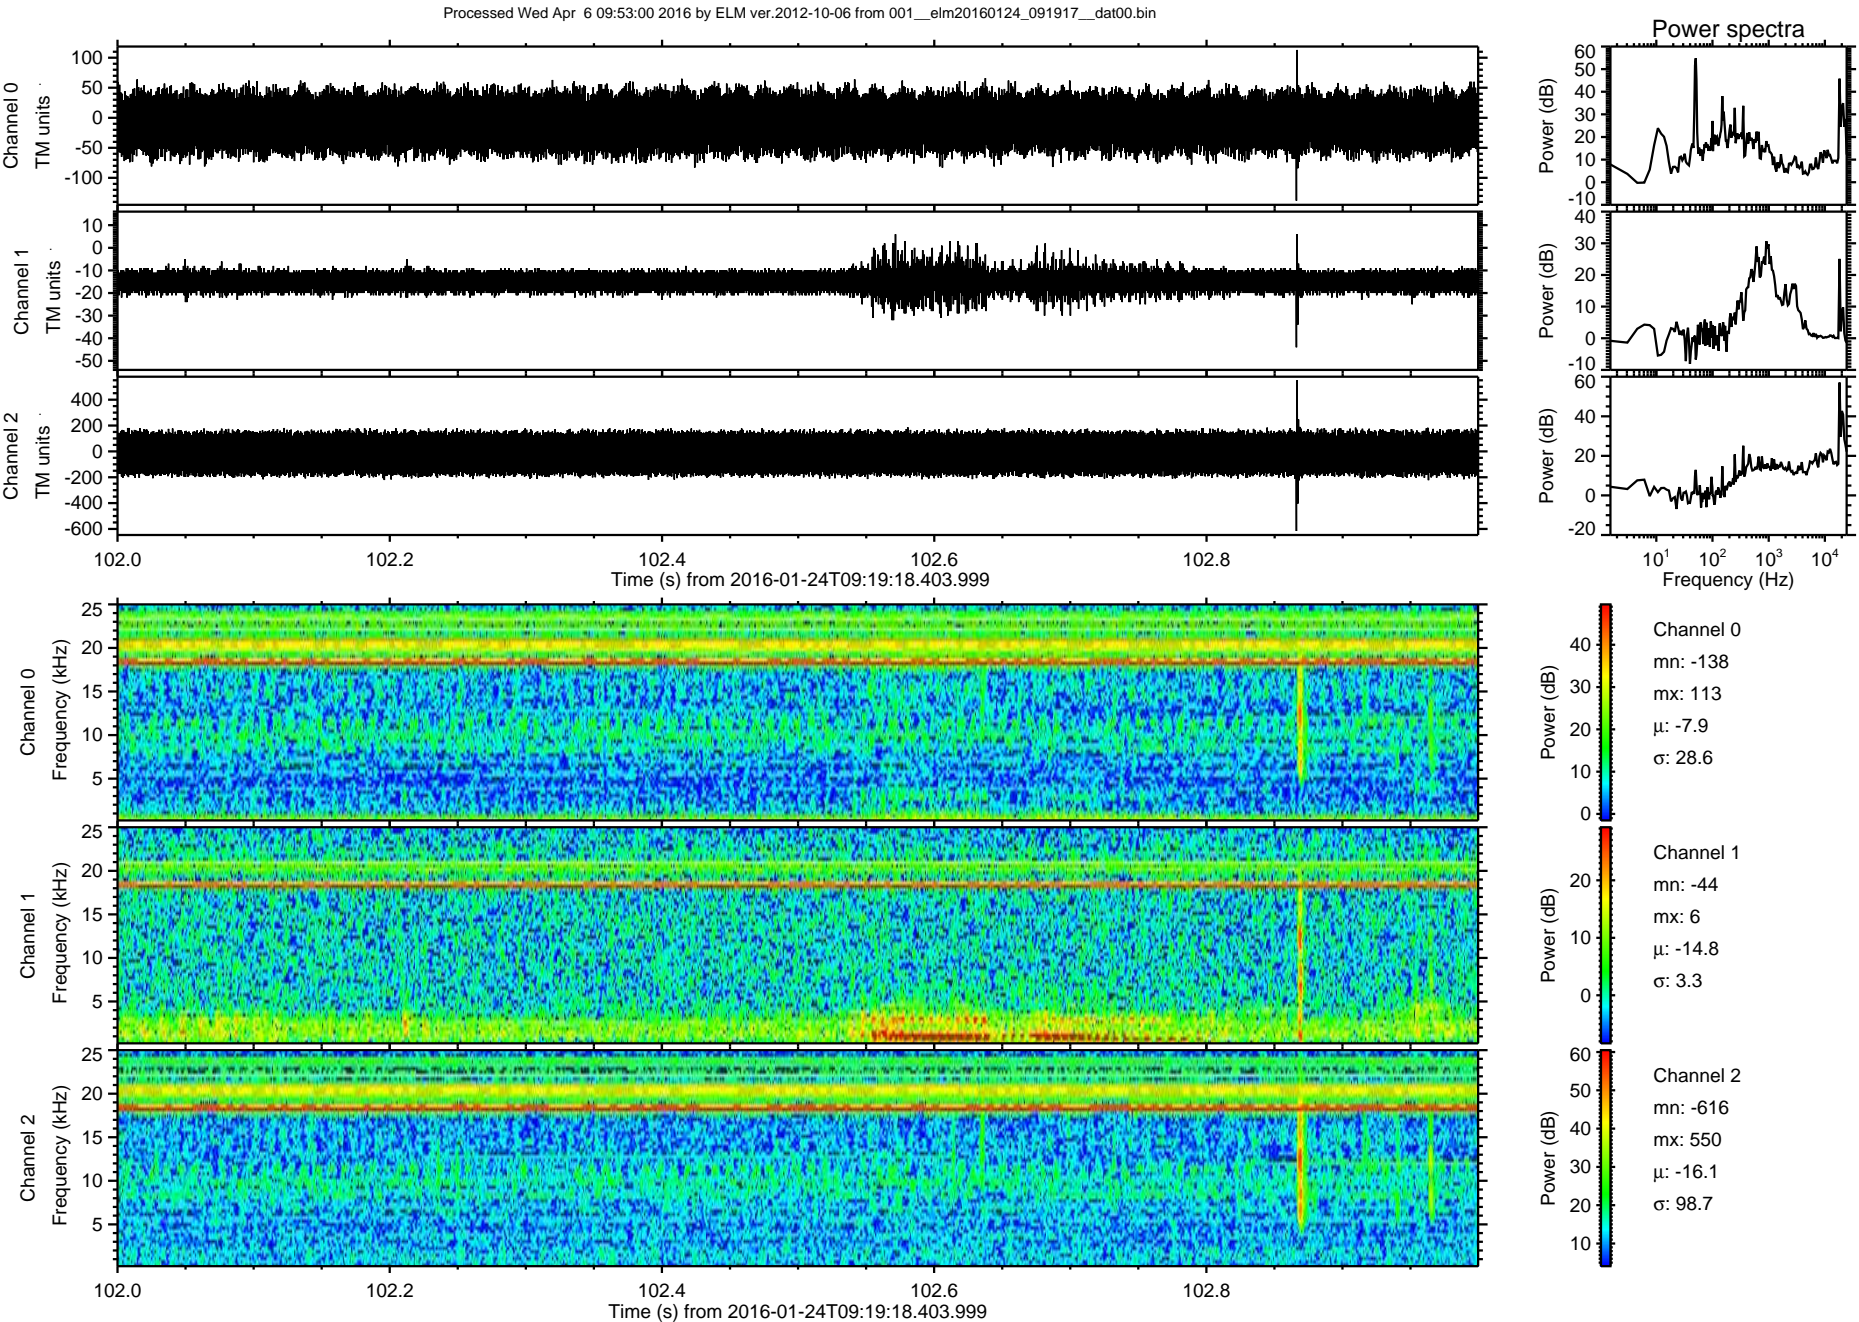 Processed Wed Apr  6 09:53:00 2016 by ELM ver.2012-10-06 from 001__elm20160124_091917__dat00.bin
Power spectra
Channel 0
TM units
100
50
0
-50
-100
Power (dB)
60
50
40
30
20
10
0
-10
Channel 1
TM units
10
0
-10
-20
-30
-40
-50
Power (dB)
40
30
20
10
0
-10
Channel 2
TM units
400
200
0
-200
-400
-600
Power (dB)
60
40
20
0
-20
102.0 102.2 102.4 102.6 102.8
Time (s) from 2016-01-24T09:19:18.403.999
10¹ 10² 10³ 10⁴
Frequency (Hz)
Channel 0
Frequency (kHz)
25
20
15
10
5
Power (dB)
40
30
20
10
0
Channel 0
mn: -138
mx: 113
μ: -7.9
σ: 28.6
Channel 1
Frequency (kHz)
25
20
15
10
5
Power (dB)
20
10
0
Channel 1
mn: -44
mx: 6
μ: -14.8
σ: 3.3
Channel 2
Frequency (kHz)
25
20
15
10
5
Power (dB)
60
50
40
30
20
10
Channel 2
mn: -616
mx: 550
μ: -16.1
σ: 98.7
102.0 102.2 102.4 102.6 102.8
Time (s) from 2016-01-24T09:19:18.403.999